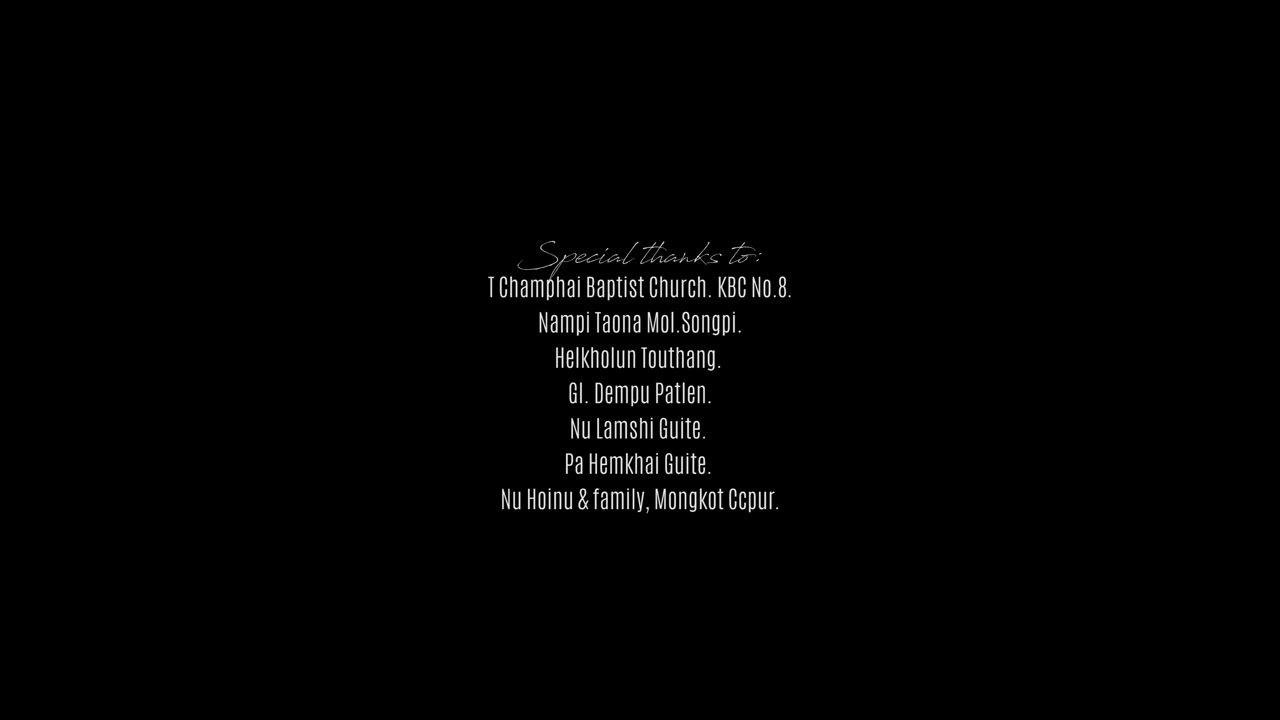 Special thanks to:
T Champhai Baptist Church. KBC No.8.
Nampi Taona Mol.Songpi.
Helkholun Touthang.
Gl. Dempu Patlen.
Nu Lamshi Guite.
Pa Hemkhai Guite.
Nu Hoinu & family, Mongkot Ccpur.